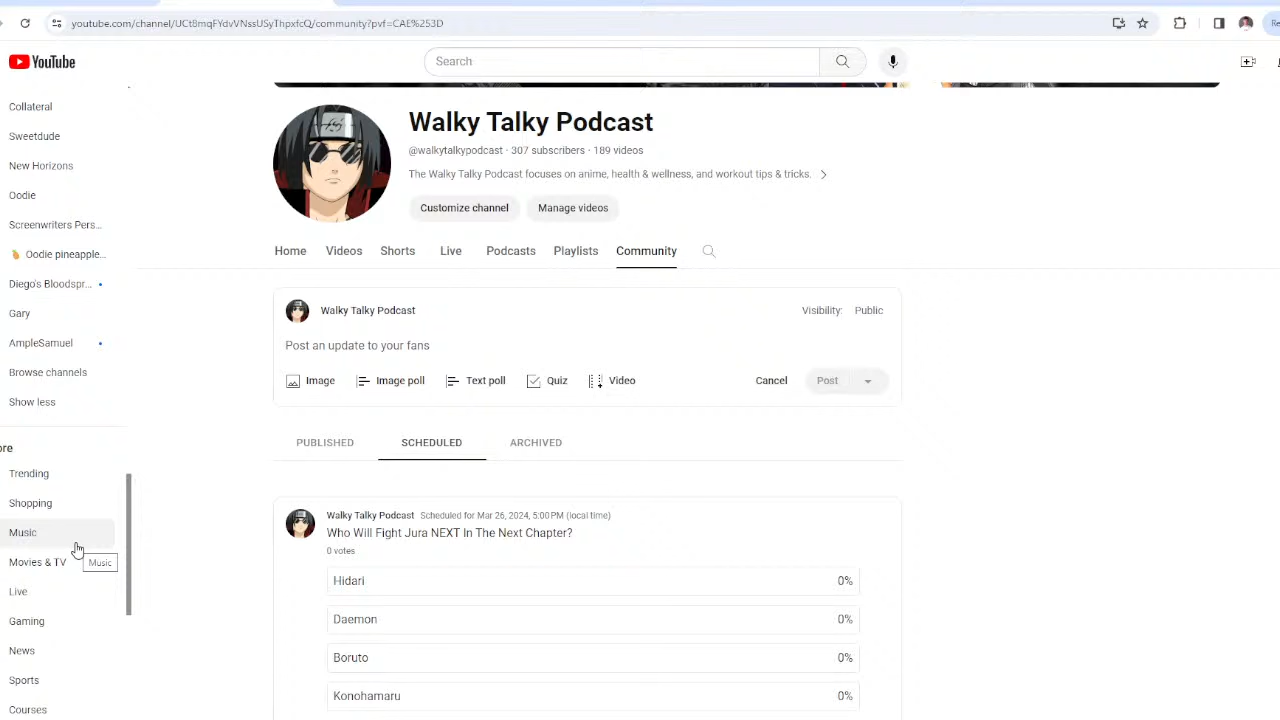 youtube.com/channel/UCt8mqFYdvVNssUSyThpxfcQ/community?pvf=CAE%253D
Re
YouTube
Search
Collateral
Sweetdude
New Horizons
Oodie
Screenwriters Pers...
Oodie pineapple...
Diego's Bloodspr...
Gary
AmpleSamuel
Browse channels
Show less
ore
Trending
Shopping
Music
Movies & TV
Music
Live
Gaming
News
Sports
Courses
Walky Talky Podcast
@walkytalkypodcast · 307 subscribers · 189 videos
The Walky Talky Podcast focuses on anime, health & wellness, and workout tips & tricks.
Customize channel Manage videos
Home Videos Shorts Live Podcasts Playlists Community
Walky Talky Podcast Visibility: Public
Post an update to your fans
Image Image poll Text poll Quiz Video Cancel Post
PUBLISHED SCHEDULED ARCHIVED
Walky Talky Podcast Scheduled for Mar 26, 2024, 5:00 PM (local time)
Who Will Fight Jura NEXT In The Next Chapter?
0 votes
Hidari 0%
Daemon 0%
Boruto 0%
Konohamaru 0%